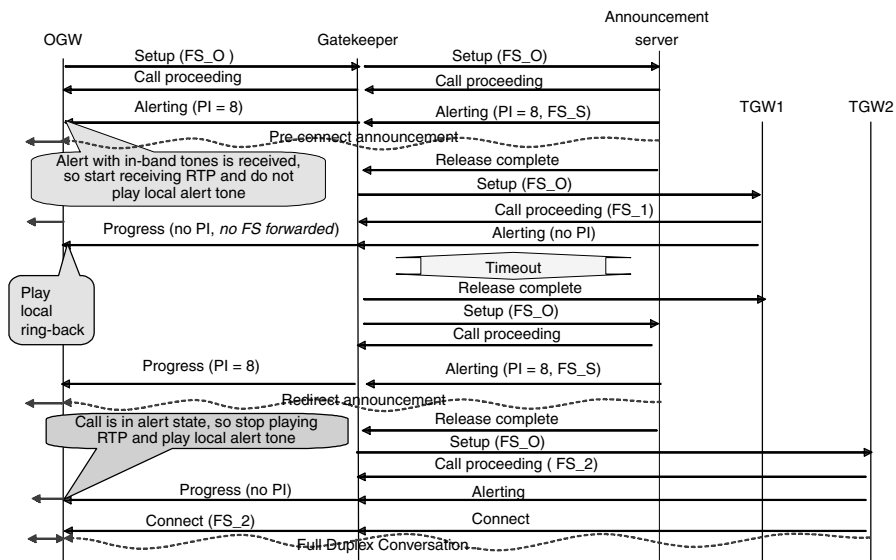 Announcement
OGW Gatekeeper server
Setup (FS_O ) Setup (FS_O)
Call proceeding Call proceeding
TGW1 TGW2
Alerting (PI = 8) Alerting (PI = 8, FS_S)
Pre-connect announcement
Alert with in-band tones is received,
so start receiving RTP and do not
play local alert tone
Release complete
Setup (FS_O)
Call proceeding (FS_1)
Progress (no PI, no FS forwarded) Alerting (no PI)
Timeout
Play
local
ring-back
Release complete
Setup (FS_O)
Call proceeding
Progress (PI = 8) Alerting (PI = 8, FS_S)
Redirect announcement
Call is in alert state, so stop playing
RTP and play local alert tone
Release complete
Setup (FS_O)
Call proceeding ( FS_2)
Progress (no PI) Alerting
Connect (FS_2) Connect
Full Duplex Conversation